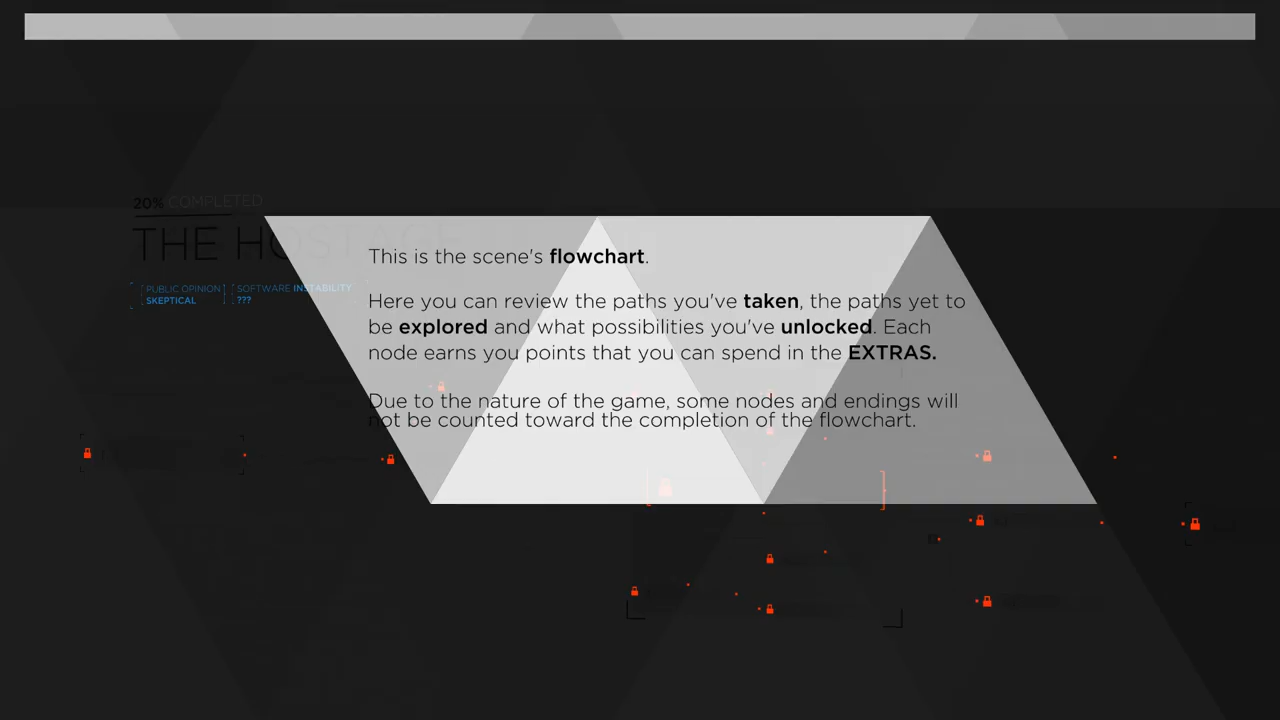 20% COMPLETED
THE HOSTAGE
PUBLIC OPINION
SKEPTICAL
SOFTWARE INSTABILITY
???
This is the scene's flowchart.
Here you can review the paths you've taken, the paths yet to
be explored and what possibilities you've unlocked. Each
node earns you points that you can spend in the EXTRAS.
Due to the nature of the game, some nodes and endings will
not be counted toward the completion of the flowchart.